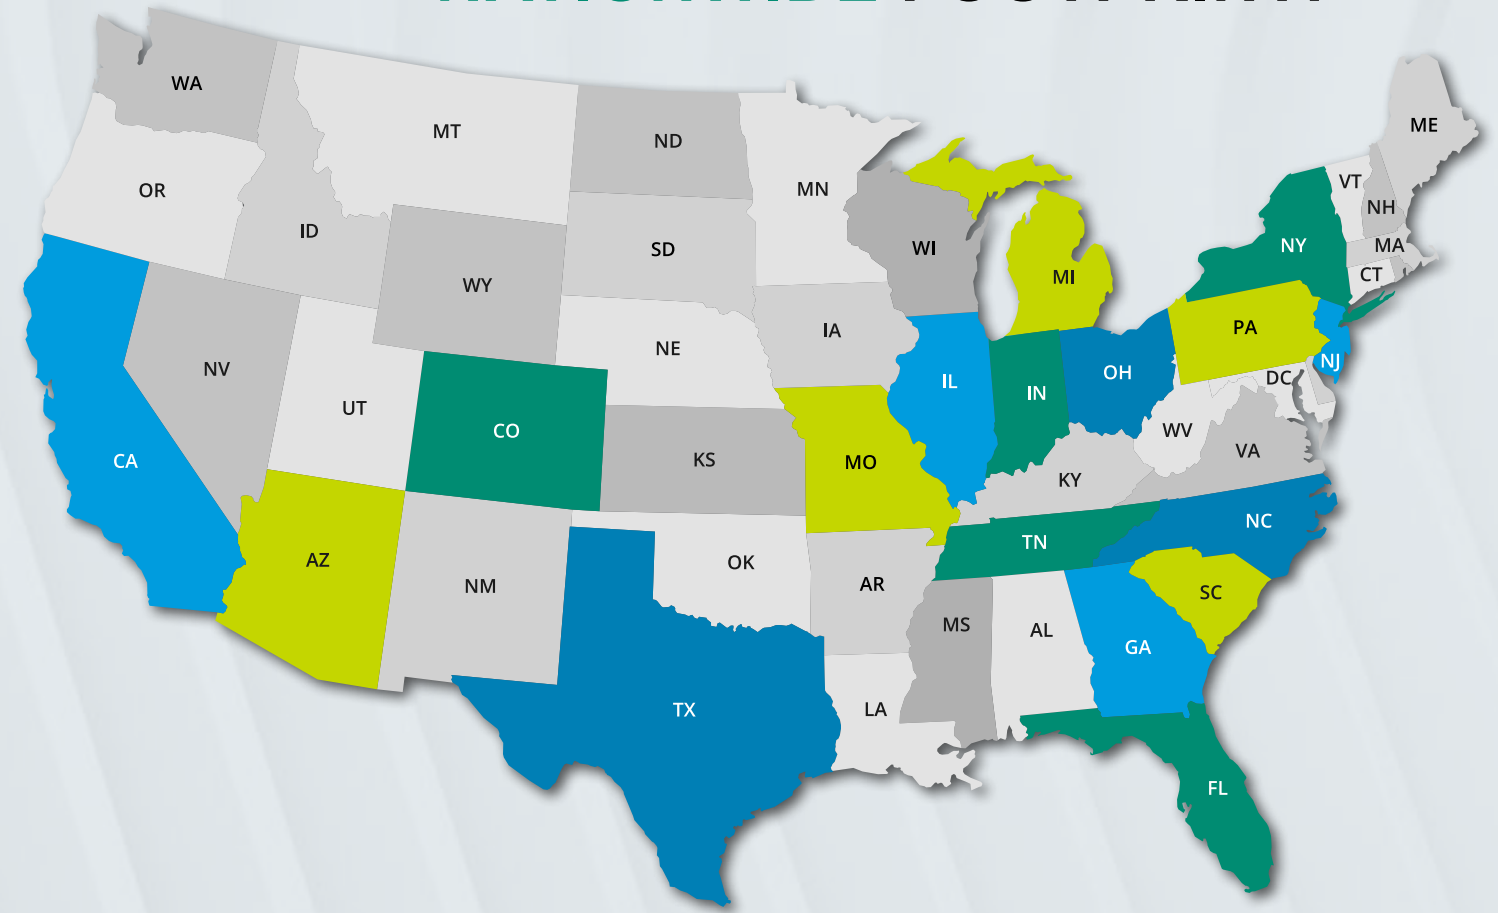 NATIONWIDE FOOTPRINT
WA
MT
ND
MN
ME
OR
ID
SD
WI
VT
NH
NY
MA
CT
WY
MI
IA
NE
PA
NV
UT
CO
KS
MO
IL
IN
OH
NJ
DC
WV
VA
KY
CA
AZ
NM
OK
AR
TN
NC
SC
MS
AL
GA
TX
LA
FL